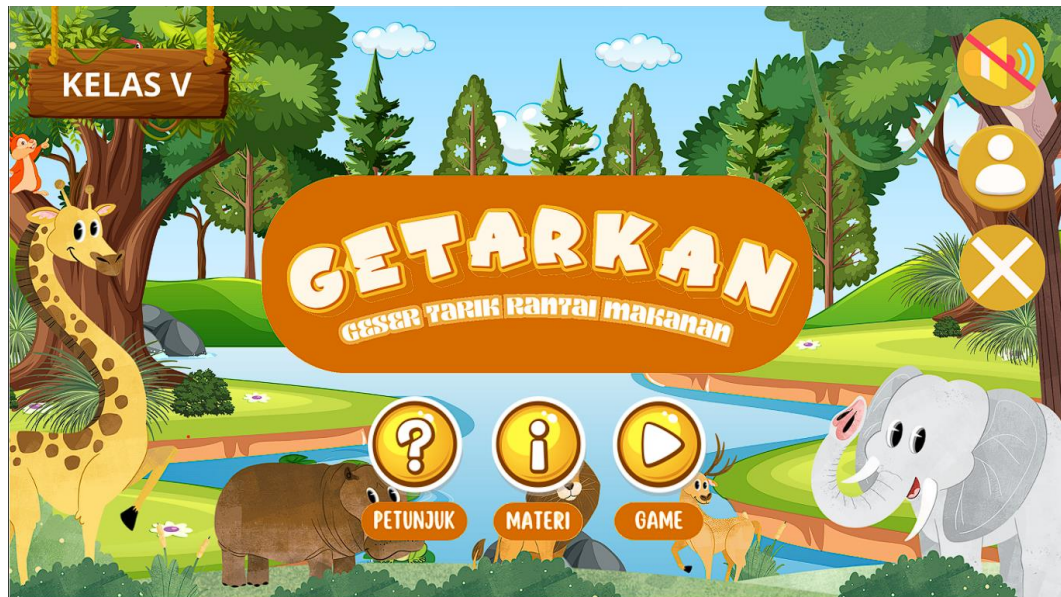 KELAS V
GETARKAN
GESER TARIK RANTAI MAKANAN
PETUNJUK
MATERI
GAME